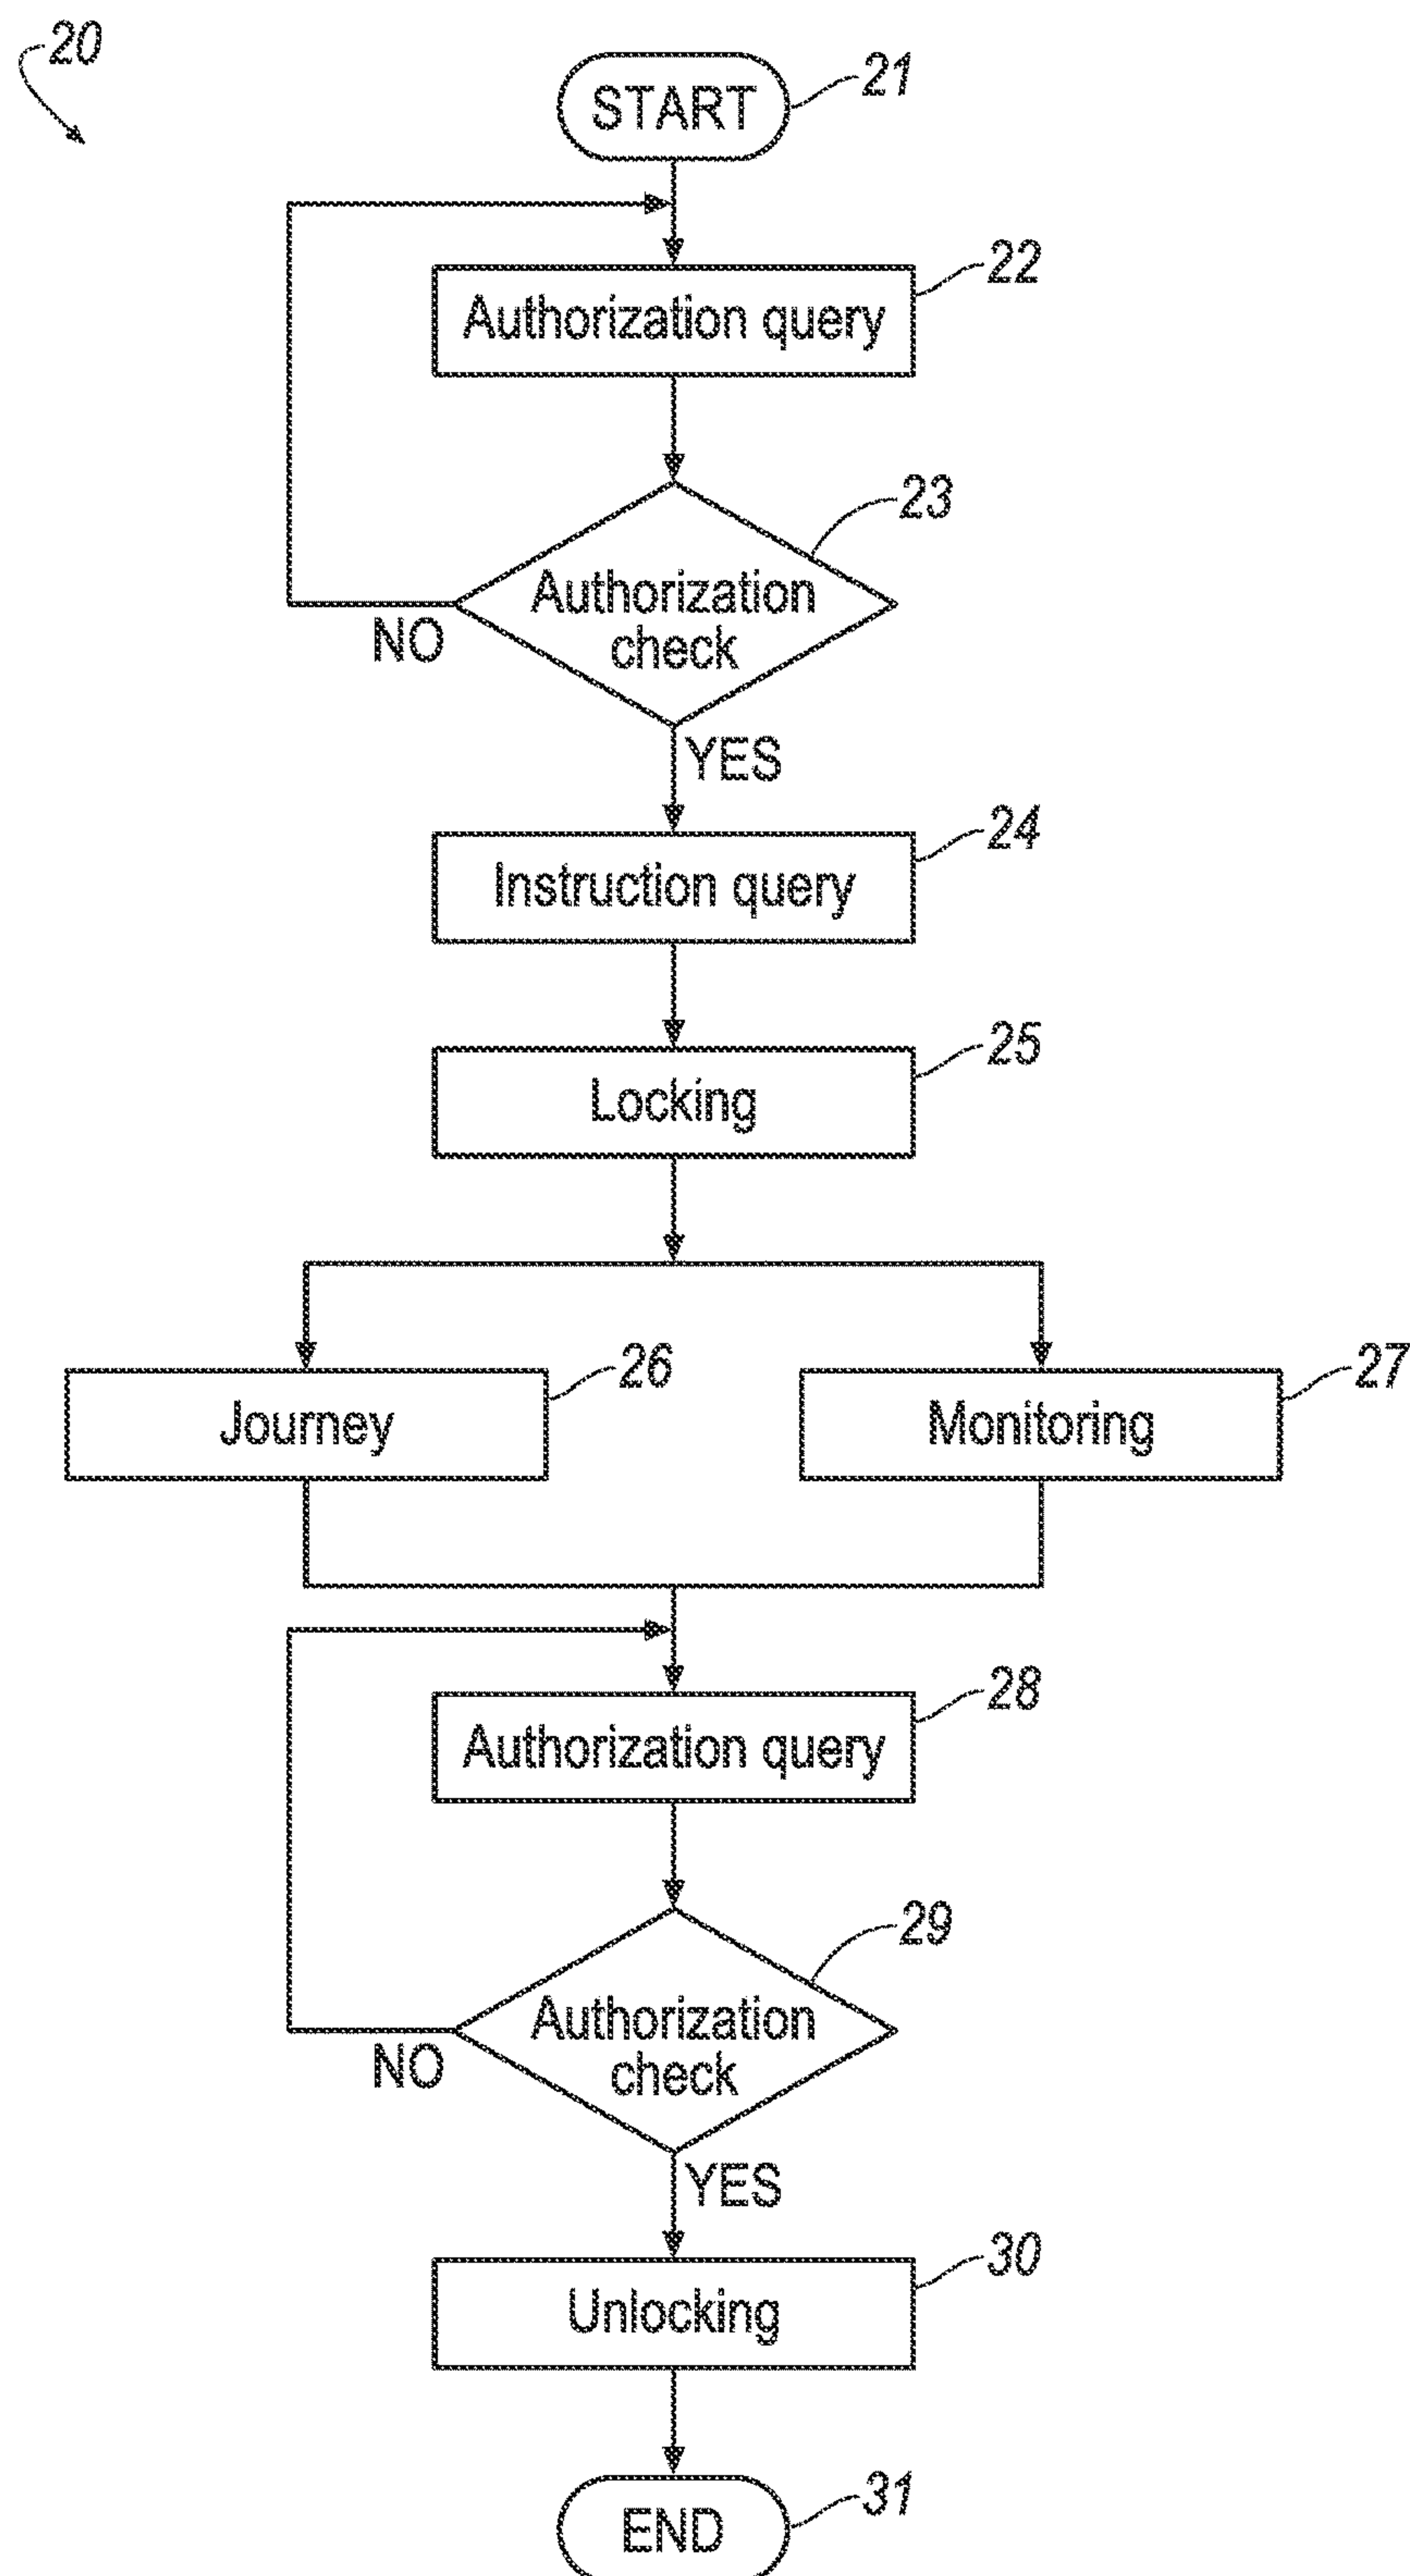 20
START
21
Authorization query
22
23
Authorization
check
NO
YES
Instruction query
24
Locking
25
Journey
26
Monitoring
27
Authorization query
28
29
Authorization
check
NO
YES
Unlocking
30
END
31